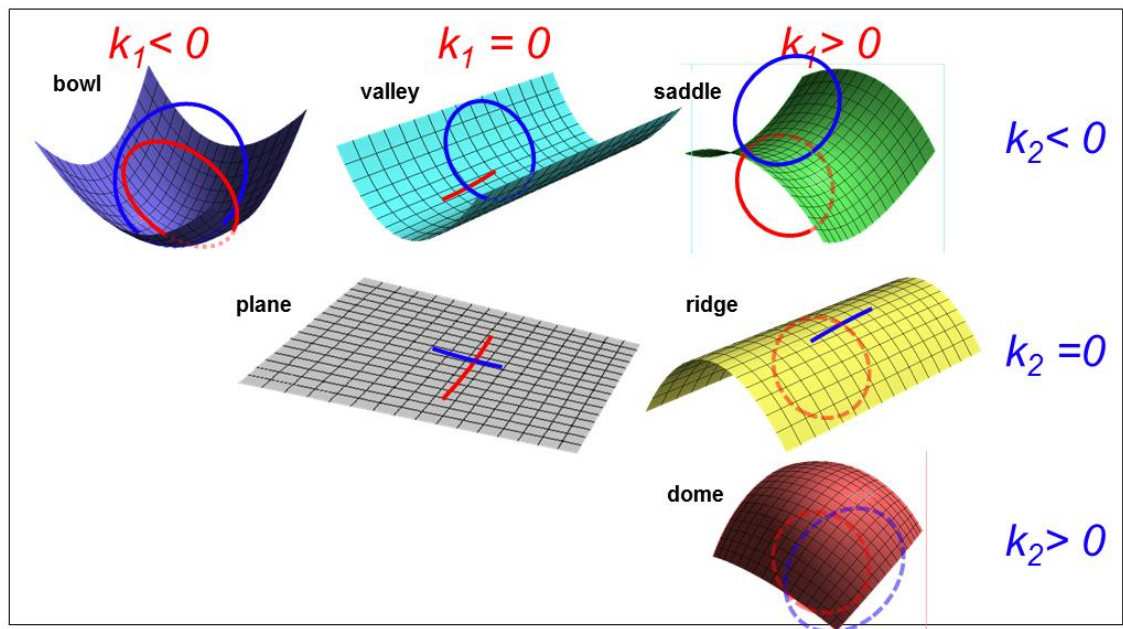 k₁< 0 k₁ = 0 k₁> 0
bowl valley saddle
k₂< 0
plane ridge
k₂ =0
dome
k₂> 0